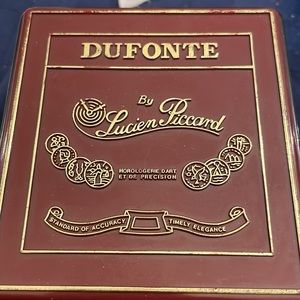 DUFONTE
By
Lucien Piccard
HOROLOGERIE D'ART
ET DE PRECISION
STANDARD OF ACCURACY TIMELY ELEGANCE